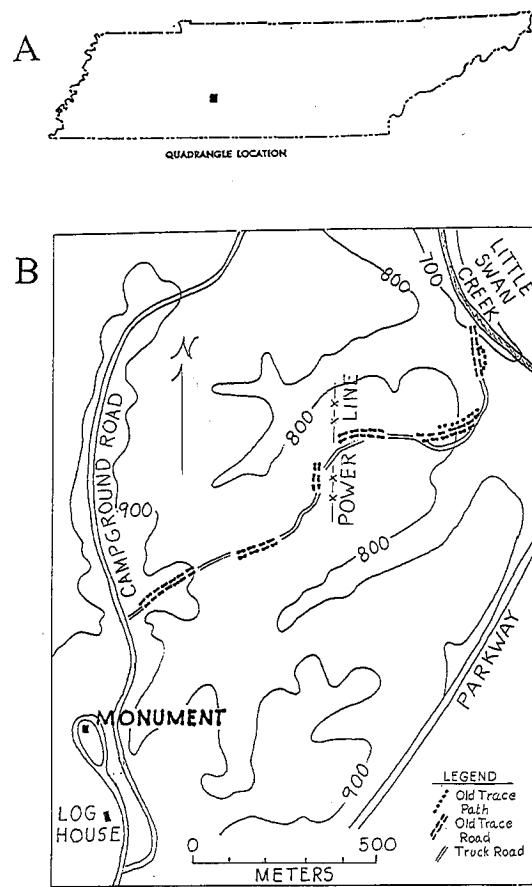 A
QUADRANGLE LOCATION
B
LITTLE
SWAN
CREEK
700
800
N
CAMPGROUND ROAD
800
POWER LINE
900
800
PARKWAY
MONUMENT
900
LOG
HOUSE
LEGEND
Old Trace
Path
Old Trace
Road
Truck Road
0 500
METERS